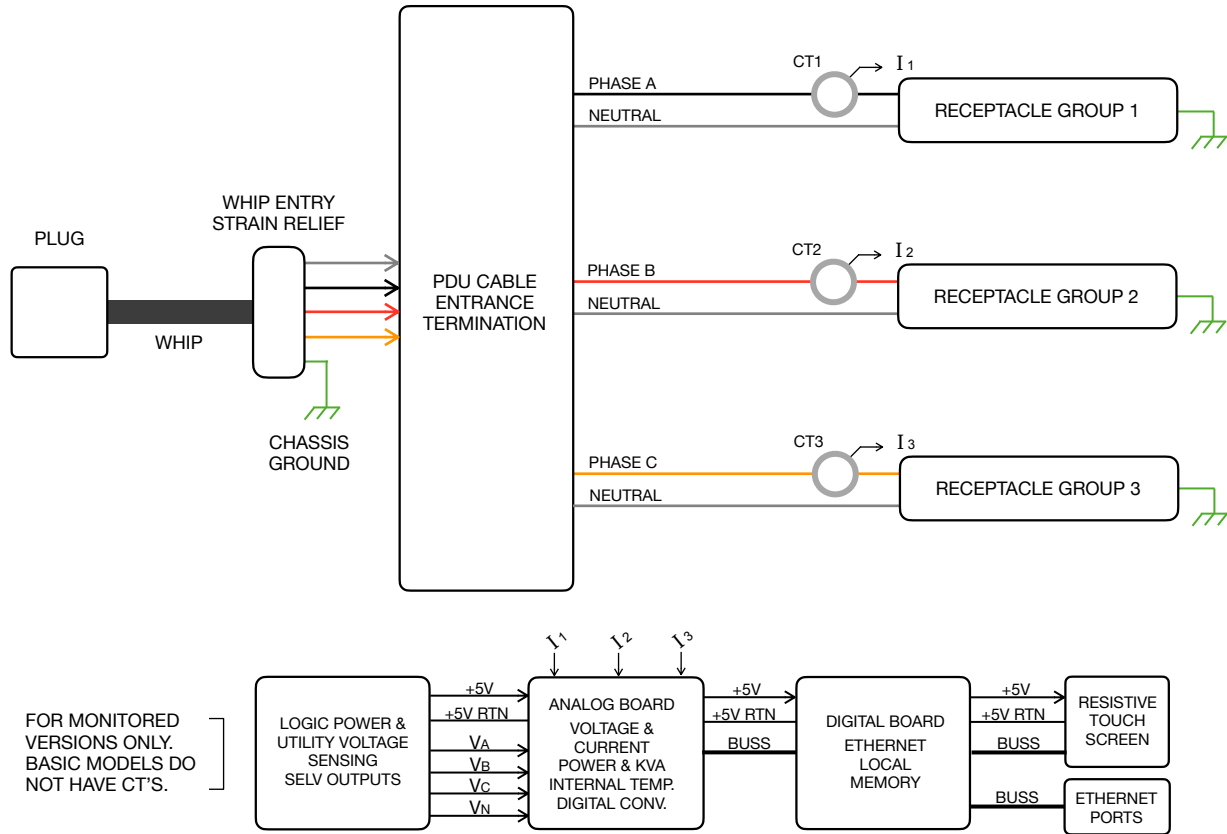 CT1
I 1
PHASE A
NEUTRAL
RECEPTACLE GROUP 1
WHIP ENTRY
STRAIN RELIEF
PLUG
WHIP
CHASSIS
GROUND
PDU CABLE
ENTRANCE
TERMINATION
CT2
I 2
PHASE B
NEUTRAL
RECEPTACLE GROUP 2
CT3
I 3
PHASE C
NEUTRAL
RECEPTACLE GROUP 3
FOR MONITORED
VERSIONS ONLY.
BASIC MODELS DO
NOT HAVE CT'S.
LOGIC POWER &
UTILITY VOLTAGE
SENSING
SELV OUTPUTS
+5V
+5V RTN
VA
VB
VC
VN
I1
I2
I3
ANALOG BOARD
VOLTAGE &
CURRENT
POWER & KVA
INTERNAL TEMP.
DIGITAL CONV.
+5V
+5V RTN
BUSS
DIGITAL BOARD
ETHERNET
LOCAL
MEMORY
+5V
+5V RTN
BUSS
BUSS
RESISTIVE
TOUCH
SCREEN
ETHERNET
PORTS